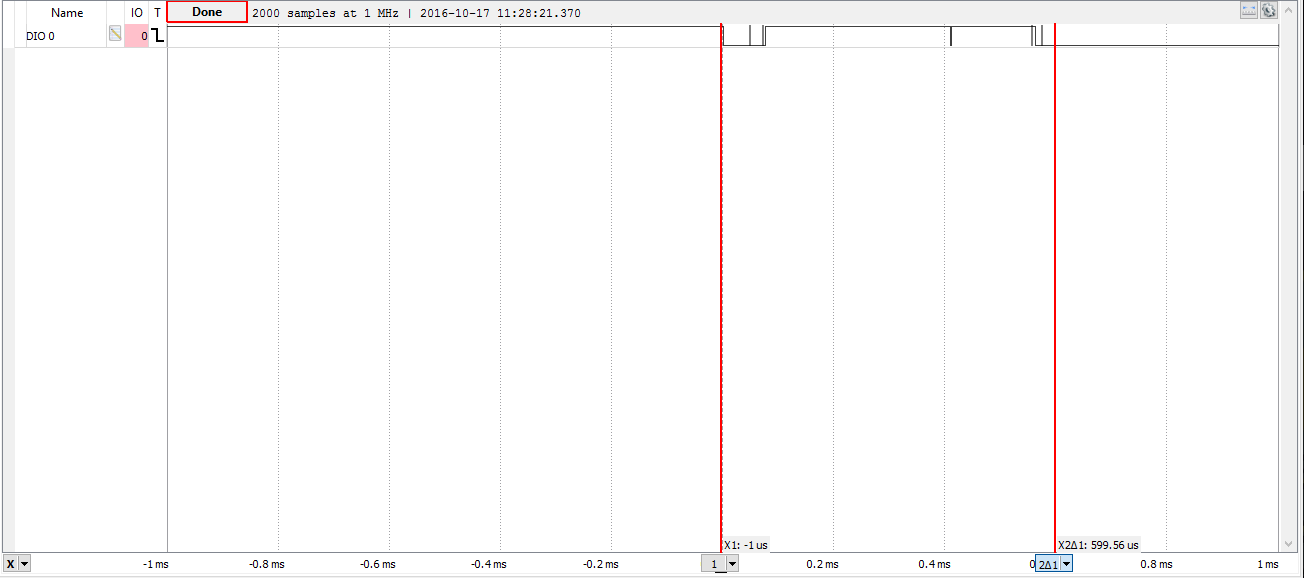 Name IO T Done 2000 samples at 1 MHz | 2016-10-17 11:28:21.370
DIO 0 0
X1: -1 us X2Δ1: 599.56 us
X -1 ms -0.8 ms -0.6 ms -0.4 ms -0.2 ms 1 0.2 ms 0.4 ms 0 2Δ1 0.8 ms 1 ms